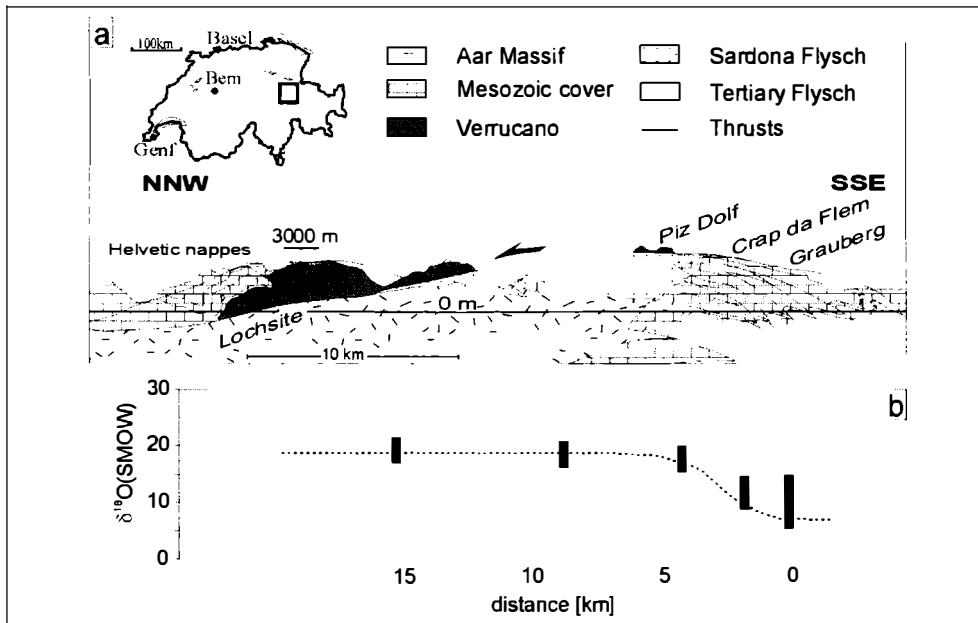 a
100km
Basel
Bern
Genf
Aar Massif
Mesozoic cover
Verrucano
Sardona Flysch
Tertiary Flysch
Thrusts
NNW
SSE
Helvetic nappes
3000 m
Piz Dolf
Crap da Flem
Grauberg
Lochsite
0 m
10 km
b
δ¹⁸O(SMOW)
30
20
10
0
15 10 5 0
distance [km]